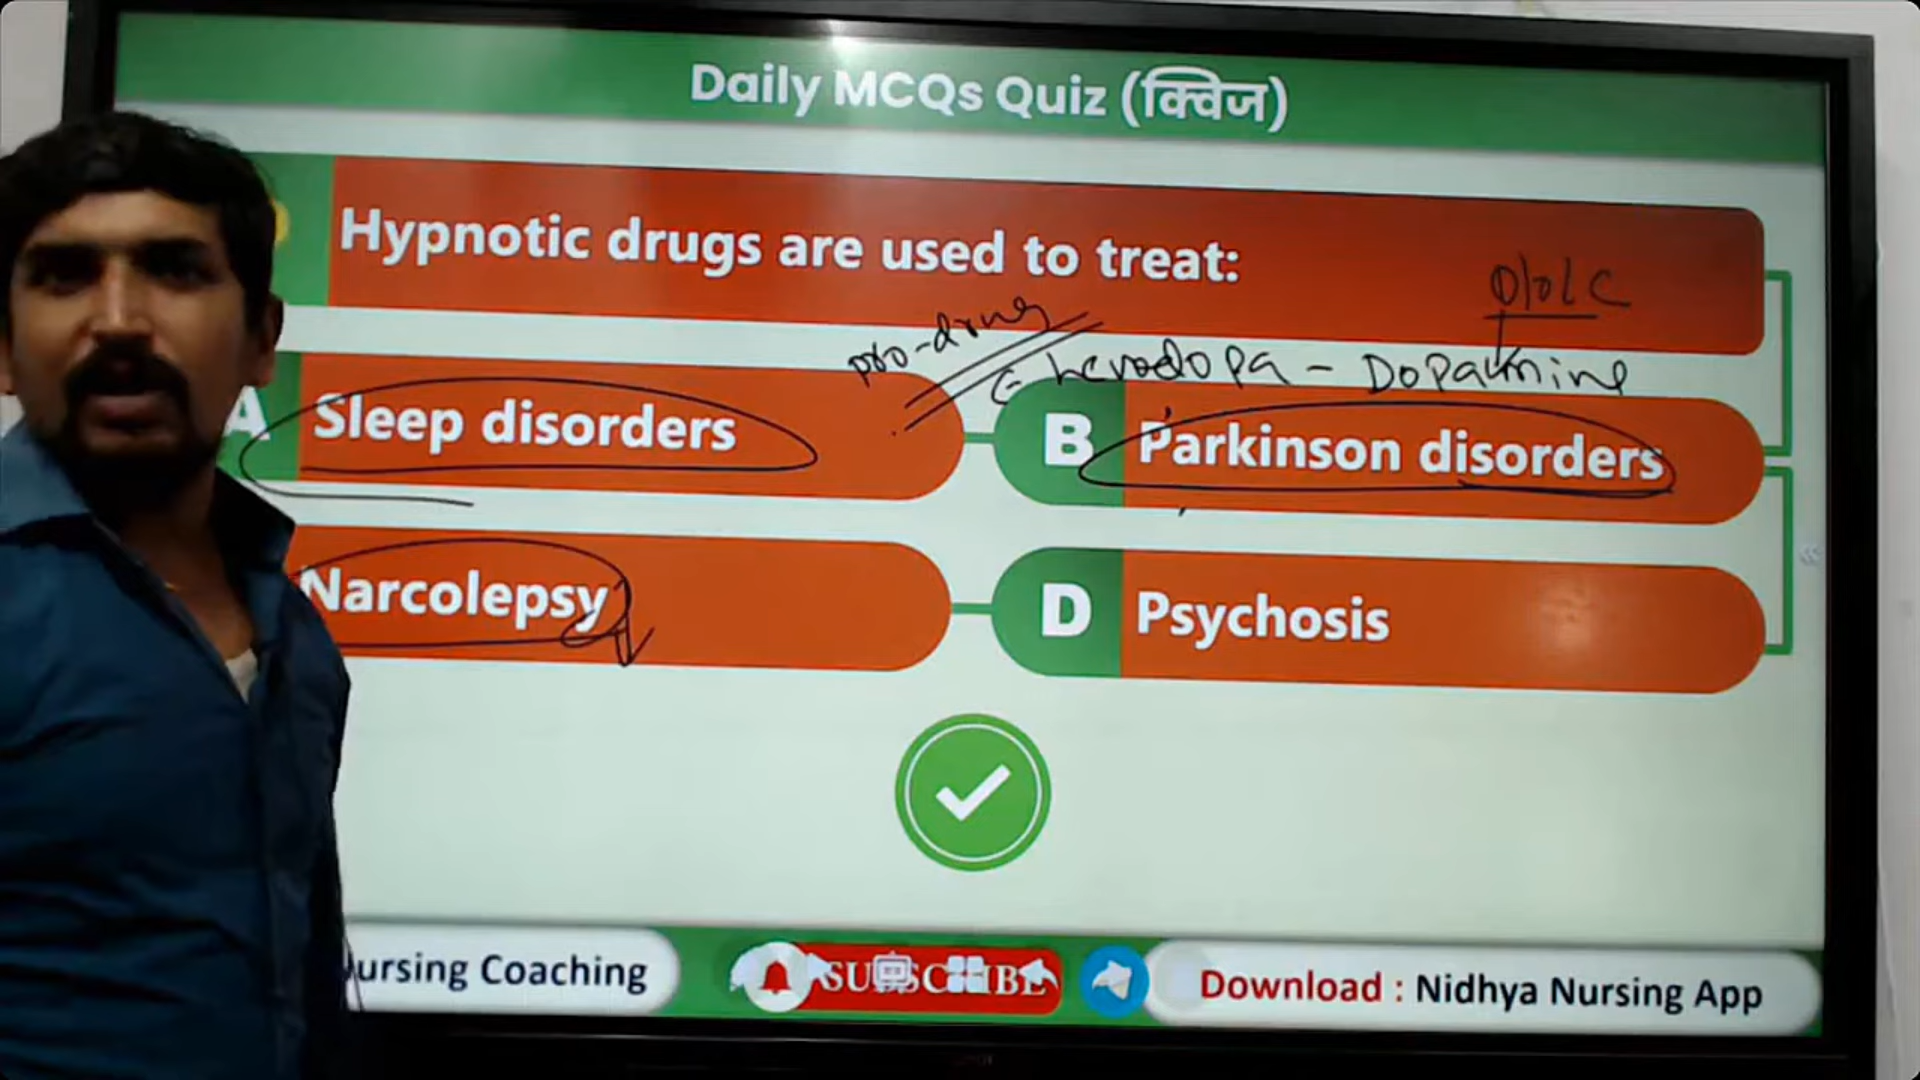 Daily MCQs Quiz (क्विज)
Hypnotic drugs are used to treat:
pro-drug
Levodopa - Dopamine
A Sleep disorders
B Parkinson disorders
Narcolepsy
D Psychosis
ursing Coaching
SUBSCRIBE
Download : Nidhya Nursing App